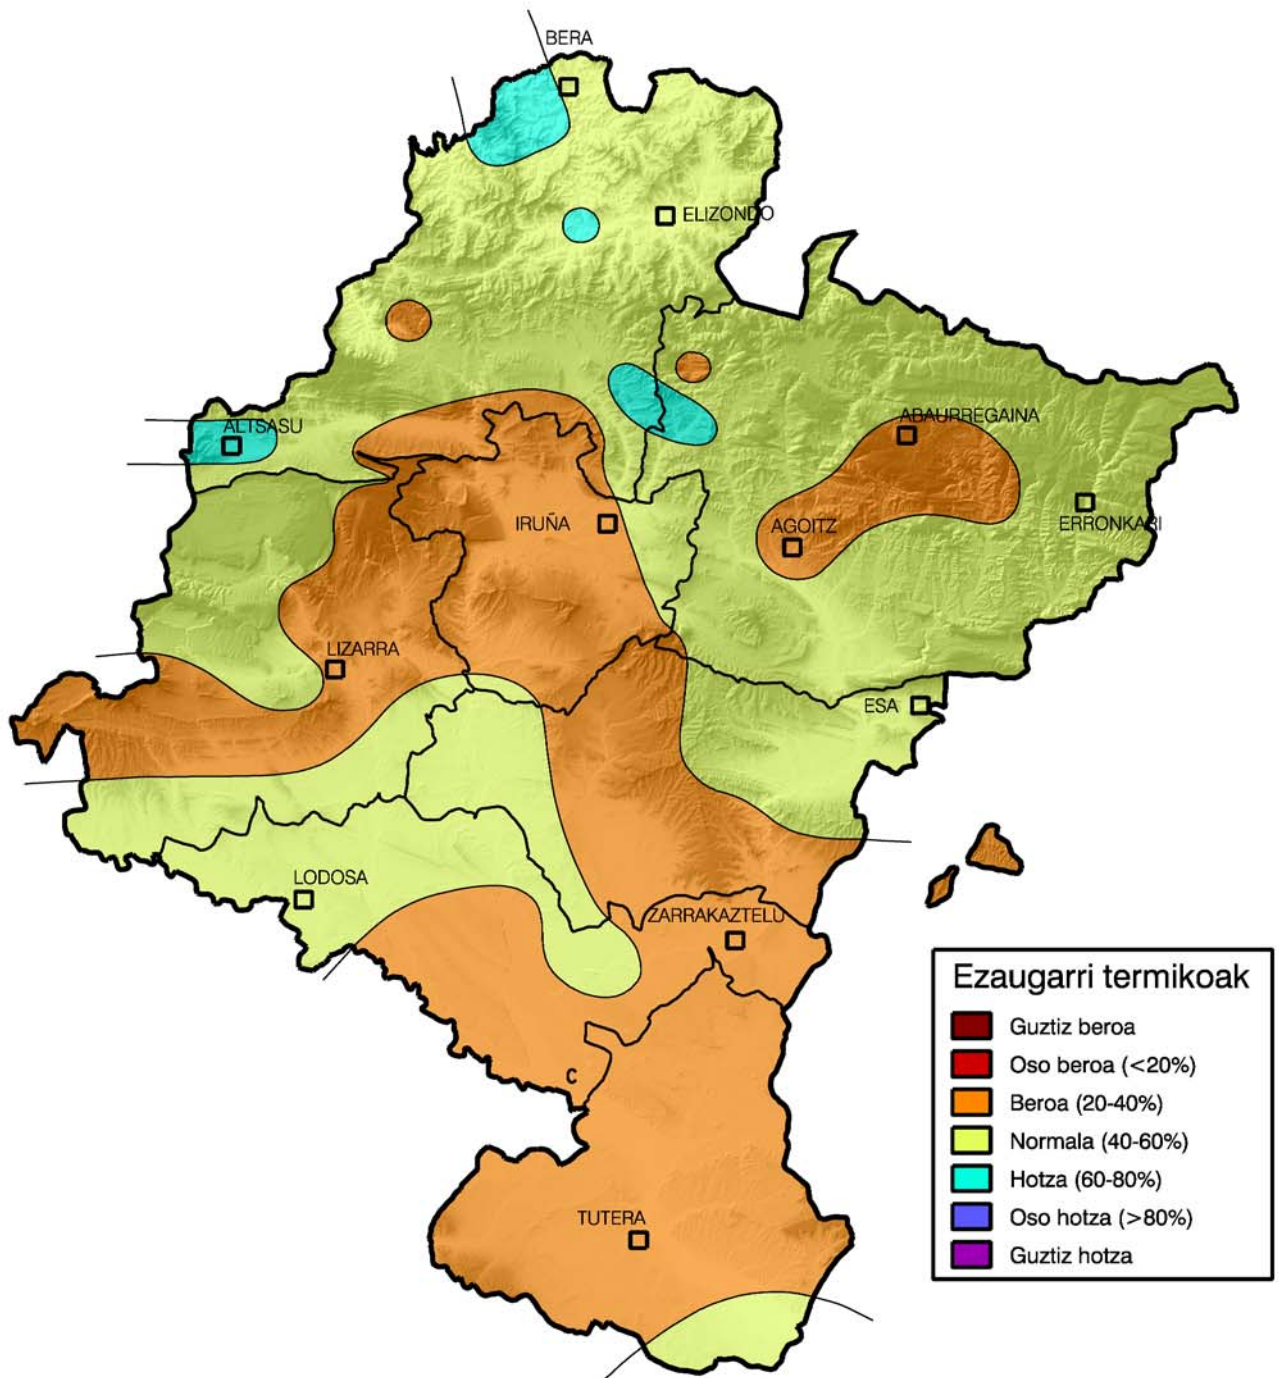 BERA
ELIZONDO
ALTSASU
ABAURREGAINA
IRUÑA
AGOITZ
ERRONKARI
LIZARRA
ESA
LODOSA
ZARRAKAZTELU
C
TUTERA
Ezaugarri termikoak
Guztiz beroa
Oso beroa (<20%)
Beroa (20-40%)
Normala (40-60%)
Hotza (60-80%)
Oso hotza (>80%)
Guztiz hotza